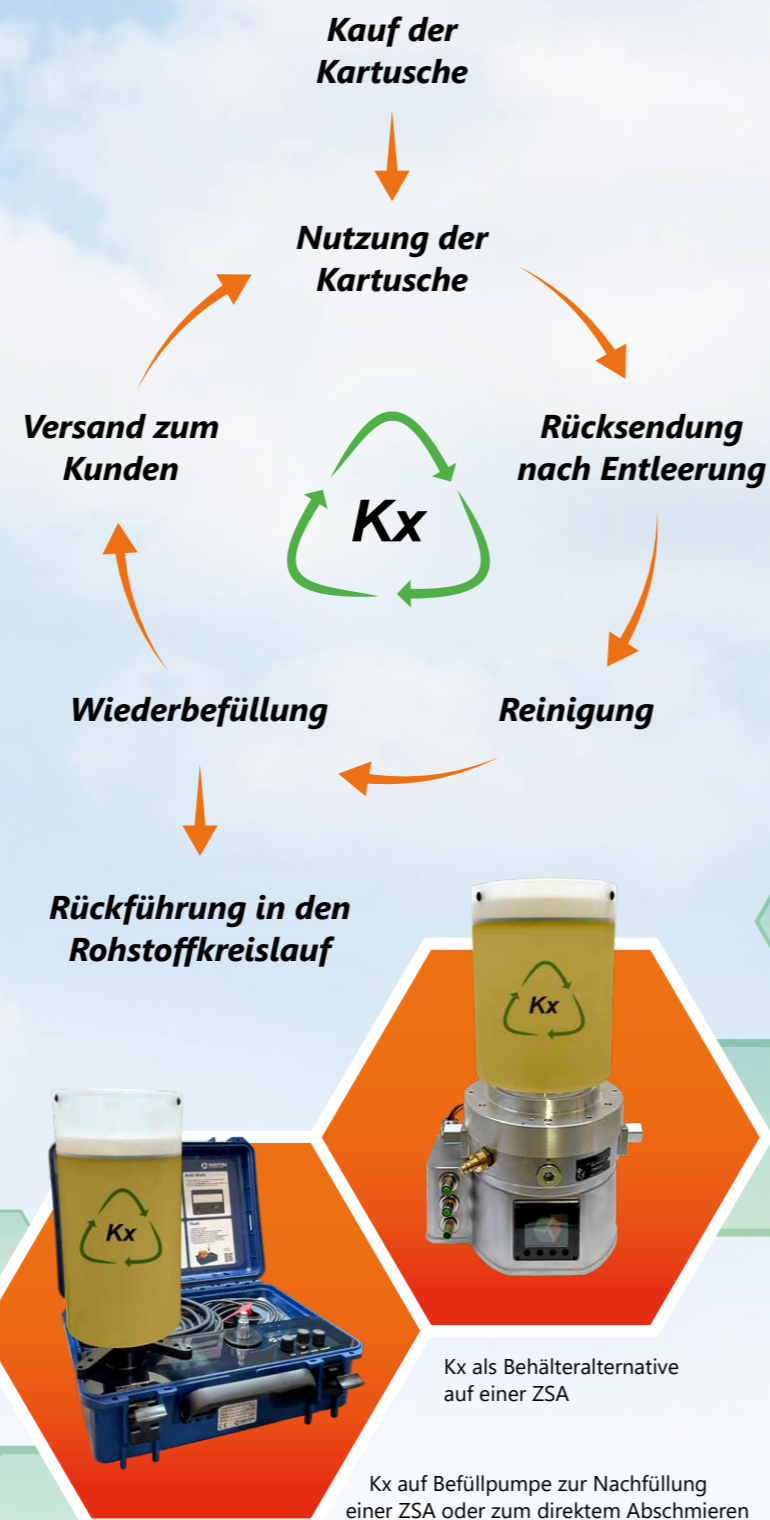 Kauf der
Kartusche
Nutzung der
Kartusche
Versand zum
Kunden
Rücksendung
nach Entleerung
Kx
Wiederbefüllung
Reinigung
Rückführung in den
Rohstoffkreislauf
Kx
Kx
Kx als Behälteralternative
auf einer ZSA
Kx auf Befüllpumpe zur Nachfüllung
einer ZSA oder zum direktem Abschmieren